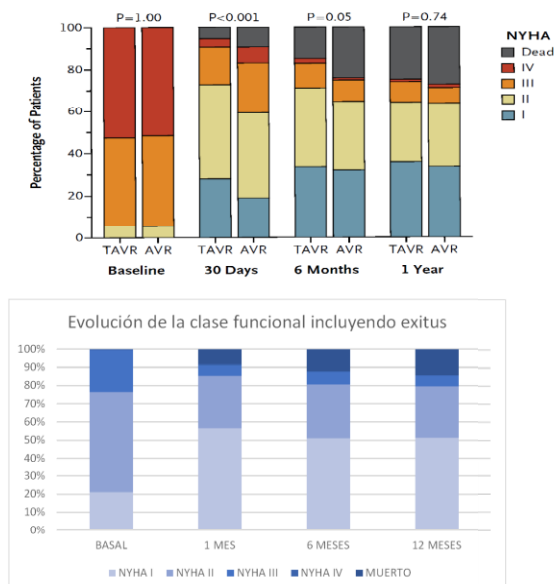 P=1.00 P<0.001 P=0.05 P=0.74
NYHA
Dead
IV
III
II
I
Percentage of Patients
100
80
60
40
20
0
TAVR AVR TAVR AVR TAVR AVR TAVR AVR
Baseline 30 Days 6 Months 1 Year
Evolución de la clase funcional incluyendo exitus
100%
90%
80%
70%
60%
50%
40%
30%
20%
10%
0%
BASAL 1 MES 6 MESES 12 MESES
NYHA I NYHA II NYHA III NYHA IV MUERTO